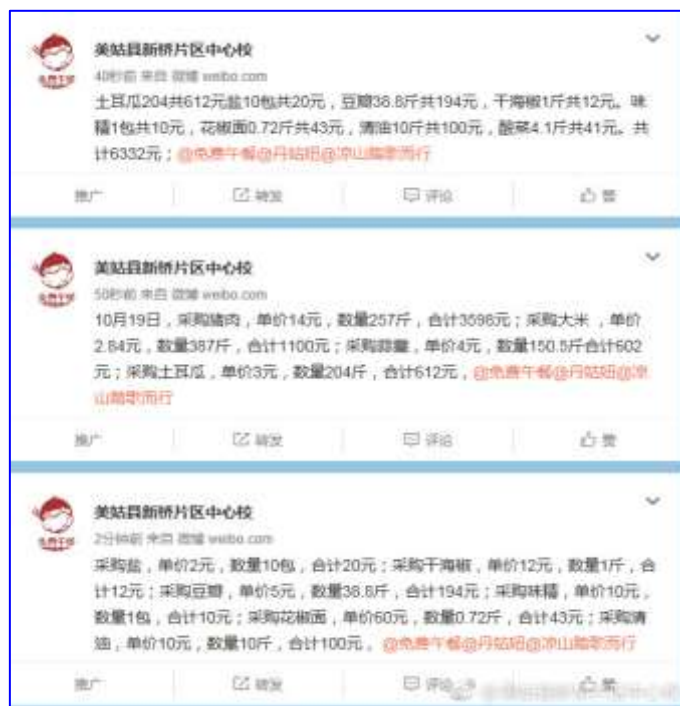 美姑县新桥片区中心校
40秒前 来自 微博 weibo.com
土耳瓜204共612元盐10包共20元，豆瓣38.8斤共194元，干海椒1斤共12元。味
精1包共10元，花椒面0.72斤共43元，清油10斤共100元，酸菜4.1斤共41元。共
计6332元；@免费午餐@丹姑妞@凉山踏歌而行
免费午餐
推广 转发 评论 赞
美姑县新桥片区中心校
50秒前 来自 微博 weibo.com
10月19日，采购猪肉，单价14元，数量257斤，合计3598元；采购大米 ，单价
2.84元，数量387斤，合计1100元；采购蒜薹，单价4元，数量150.5斤合计602
元；采购土耳瓜，单价3元，数量204斤，合计612元，@免费午餐@丹姑妞@凉
山踏歌而行
免费午餐
推广 转发 评论 赞
美姑县新桥片区中心校
2分钟前 来自 微博 weibo.com
采购盐，单价2元，数量10包，合计20元；采购干海椒，单价12元，数量1斤，合
计12元；采购豆瓣，单价5元，数量38.8斤，合计194元；采购味精，单价10元，
数量1包，合计10元；采购花椒面，单价60元，数量0.72斤，合计43元；采购清
油，单价10元，数量10斤，合计100元 。@免费午餐@丹姑妞@凉山踏歌而行
免费午餐
推广 转发 评论 赞